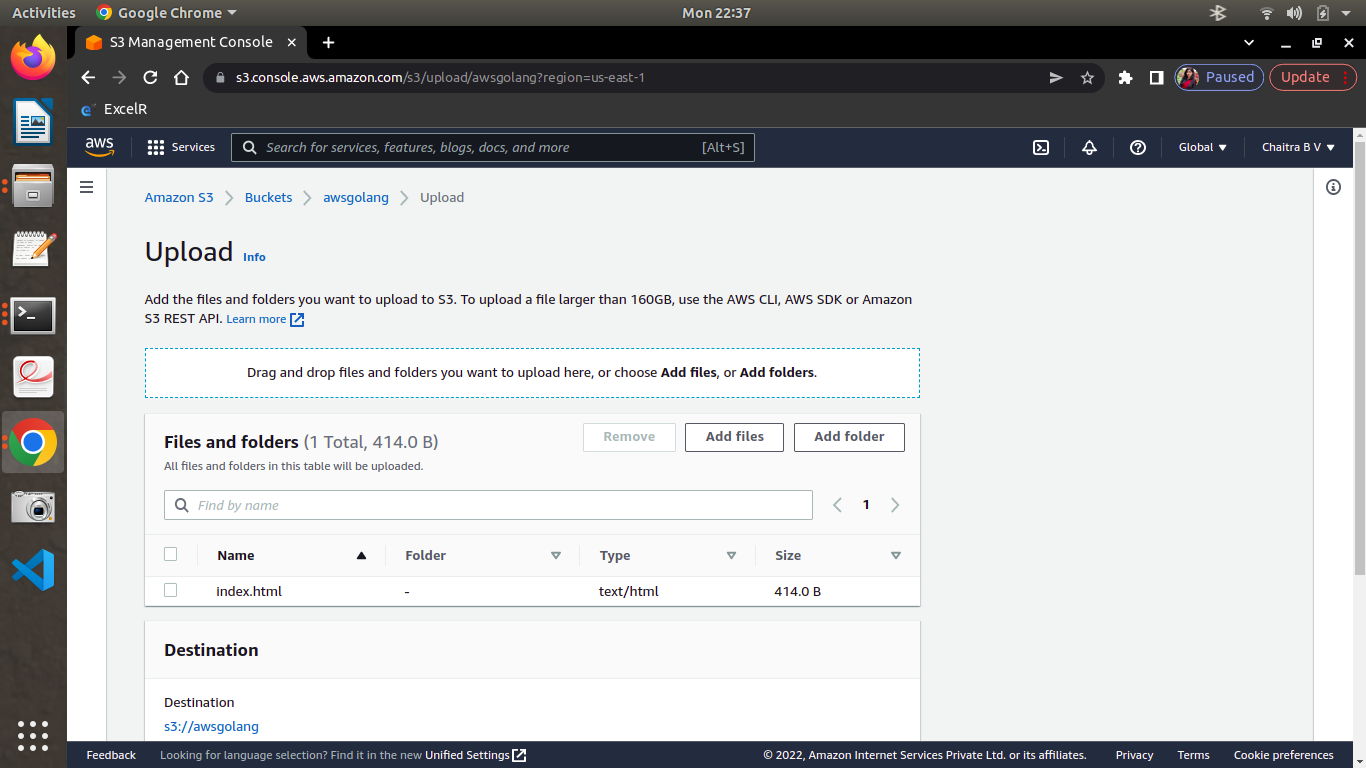 Activities Google Chrome Mon 22:37
S3 Management Console
s3.console.aws.amazon.com/s3/upload/awsgolang?region=us-east-1 Paused Update
ExcelR
aws Services Search for services, features, blogs, docs, and more [Alt+S] Global Chaitra B V
Amazon S3 Buckets awsgolang Upload
Upload Info
Add the files and folders you want to upload to S3. To upload a file larger than 160GB, use the AWS CLI, AWS SDK or Amazon
S3 REST API. Learn more
Drag and drop files and folders you want to upload here, or choose Add files, or Add folders.
Files and folders (1 Total, 414.0 B) Remove Add files Add folder
All files and folders in this table will be uploaded.
Find by name 1
Name Folder Type Size
index.html - text/html 414.0 B
Destination
Destination
s3://awsgolang
Feedback Looking for language selection? Find it in the new Unified Settings © 2022, Amazon Internet Services Private Ltd. or its affiliates. Privacy Terms Cookie preferences